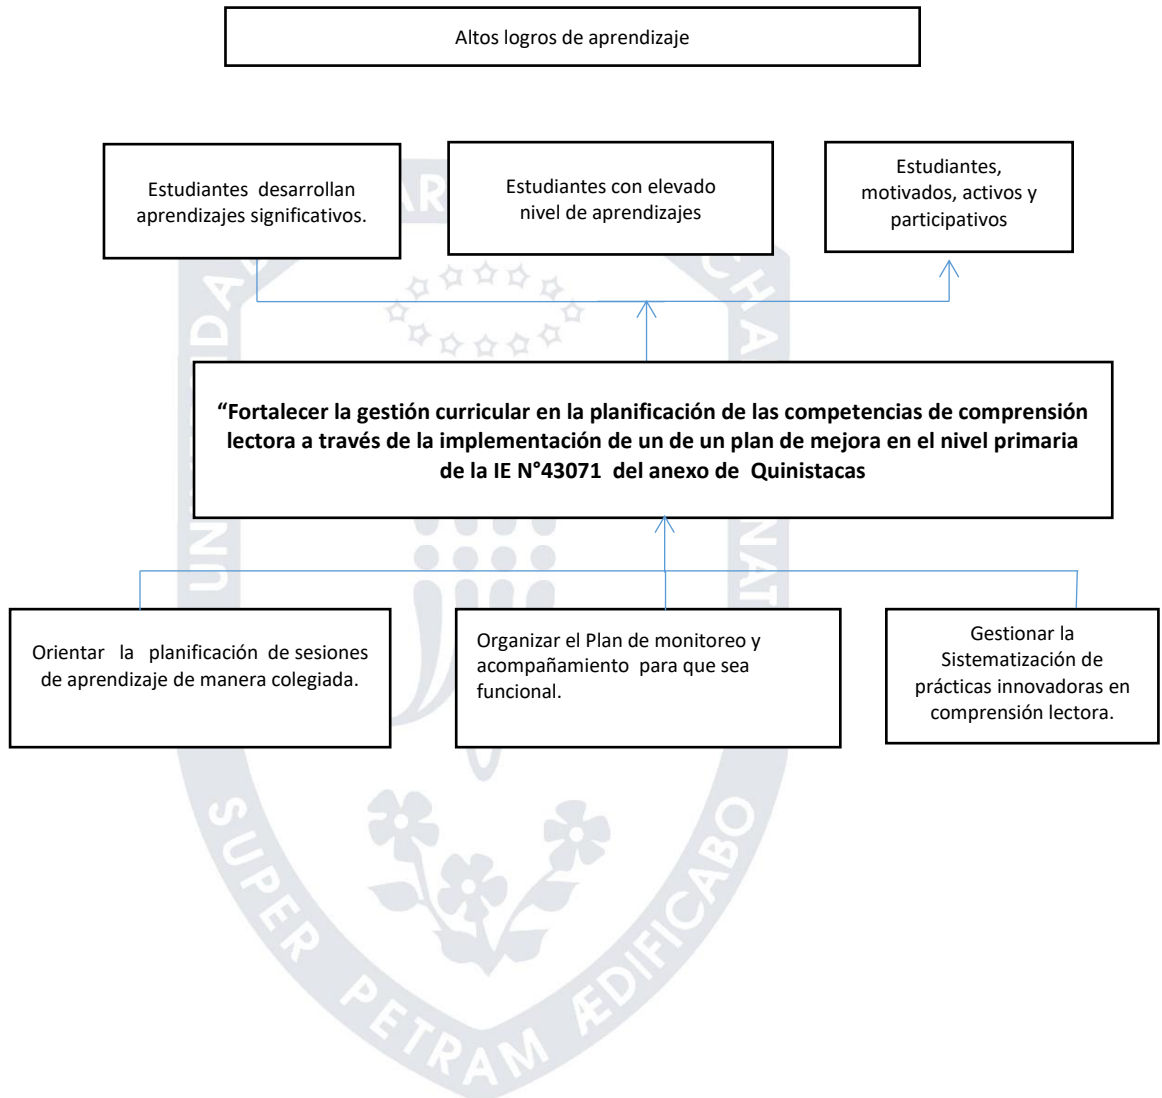 Altos logros de aprendizaje
Estudiantes desarrollan
aprendizajes significativos.
Estudiantes con elevado
nivel de aprendizajes
Estudiantes,
motivados, activos y
participativos
“Fortalecer la gestión curricular en la planificación de las competencias de comprensión
lectora a través de la implementación de un de un plan de mejora en el nivel primaria
de la IE N°43071 del anexo de Quinistacas
Orientar la planificación de sesiones
de aprendizaje de manera colegiada.
Organizar el Plan de monitoreo y
acompañamiento para que sea
funcional.
Gestionar la
Sistematización de
prácticas innovadoras en
comprensión lectora.
SUPER PETRAM ÆDIFICABO